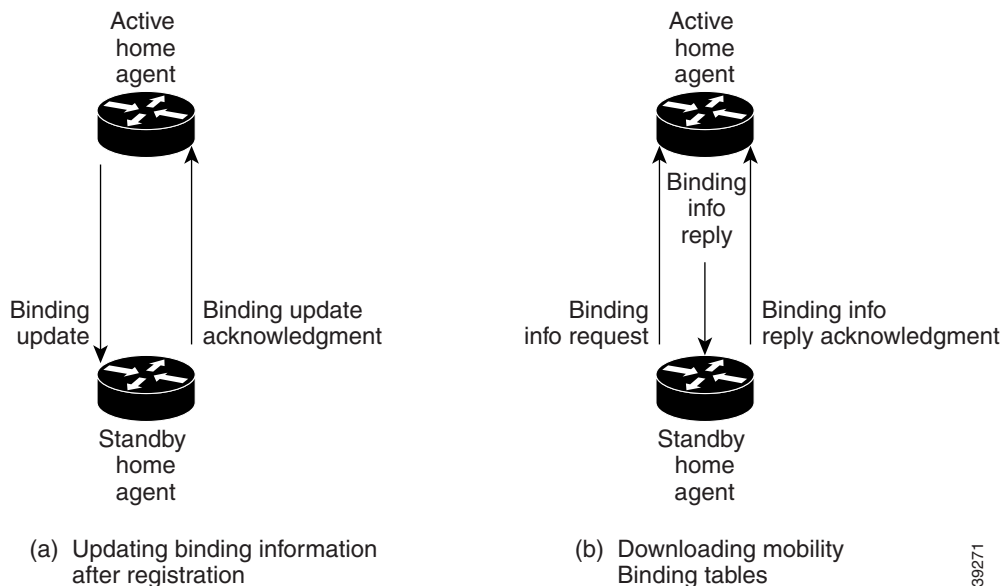 Active
home
agent
Binding
update
Binding update
acknowledgment
Standby
home
agent
(a) Updating binding information
after registration
Active
home
agent
Binding
info
reply
Binding
info request
Binding info
reply acknowledgment
Standby
home
agent
(b) Downloading mobility
Binding tables
39271